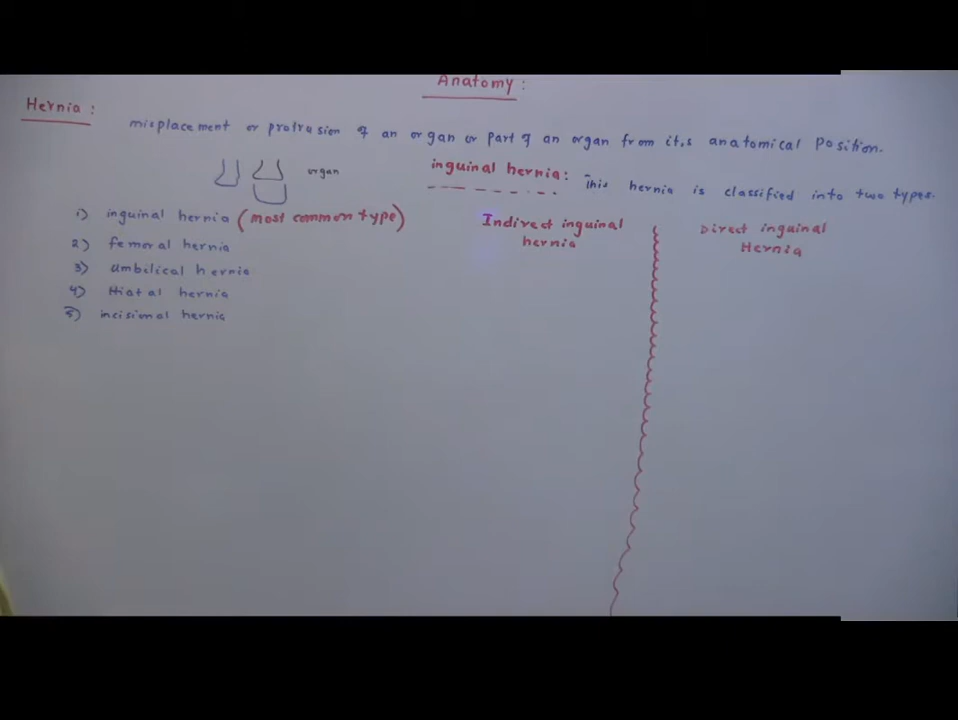 Anatomy :
Hernia :
misplacement or protrusion of an organ or part of an organ from it,s anatomical position.
organ
inguinal hernia : This hernia is classified into two types.
1) inguinal hernia (most common type)
2) femoral hernia
3) umbilical hernia
4) Hiatal hernia
5) incisional hernia
Indirect inguinal
hernia
Direct inguinal
Hernia